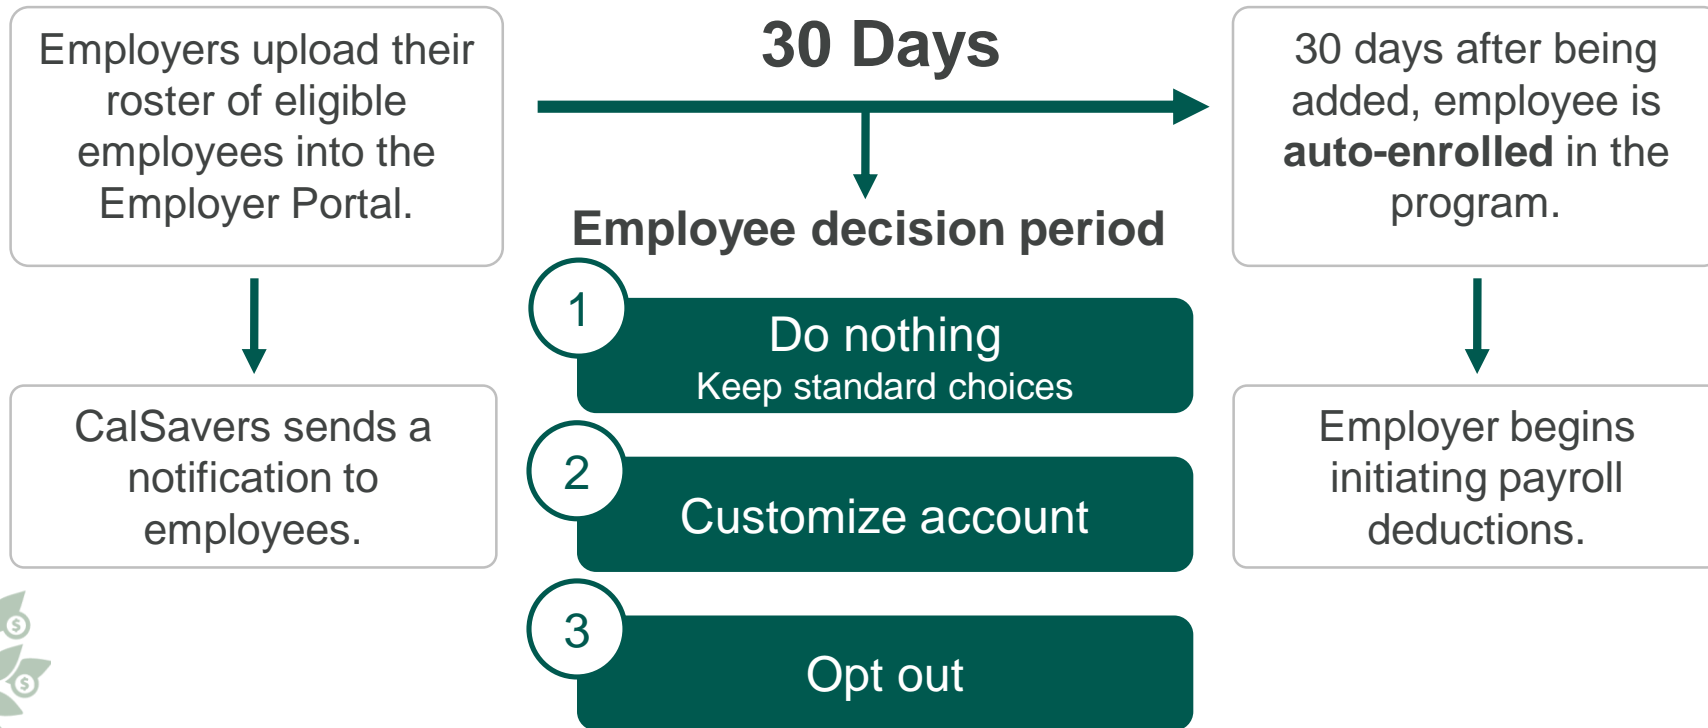 Employers upload their
roster of eligible
employees into the
Employer Portal.
CalSavers sends a
notification to
employees.
30 Days
Employee decision period
1
Do nothing
Keep standard choices
2
Customize account
3
Opt out
30 days after being
added, employee is
auto-enrolled in the
program.
Employer begins
initiating payroll
deductions.
$
$